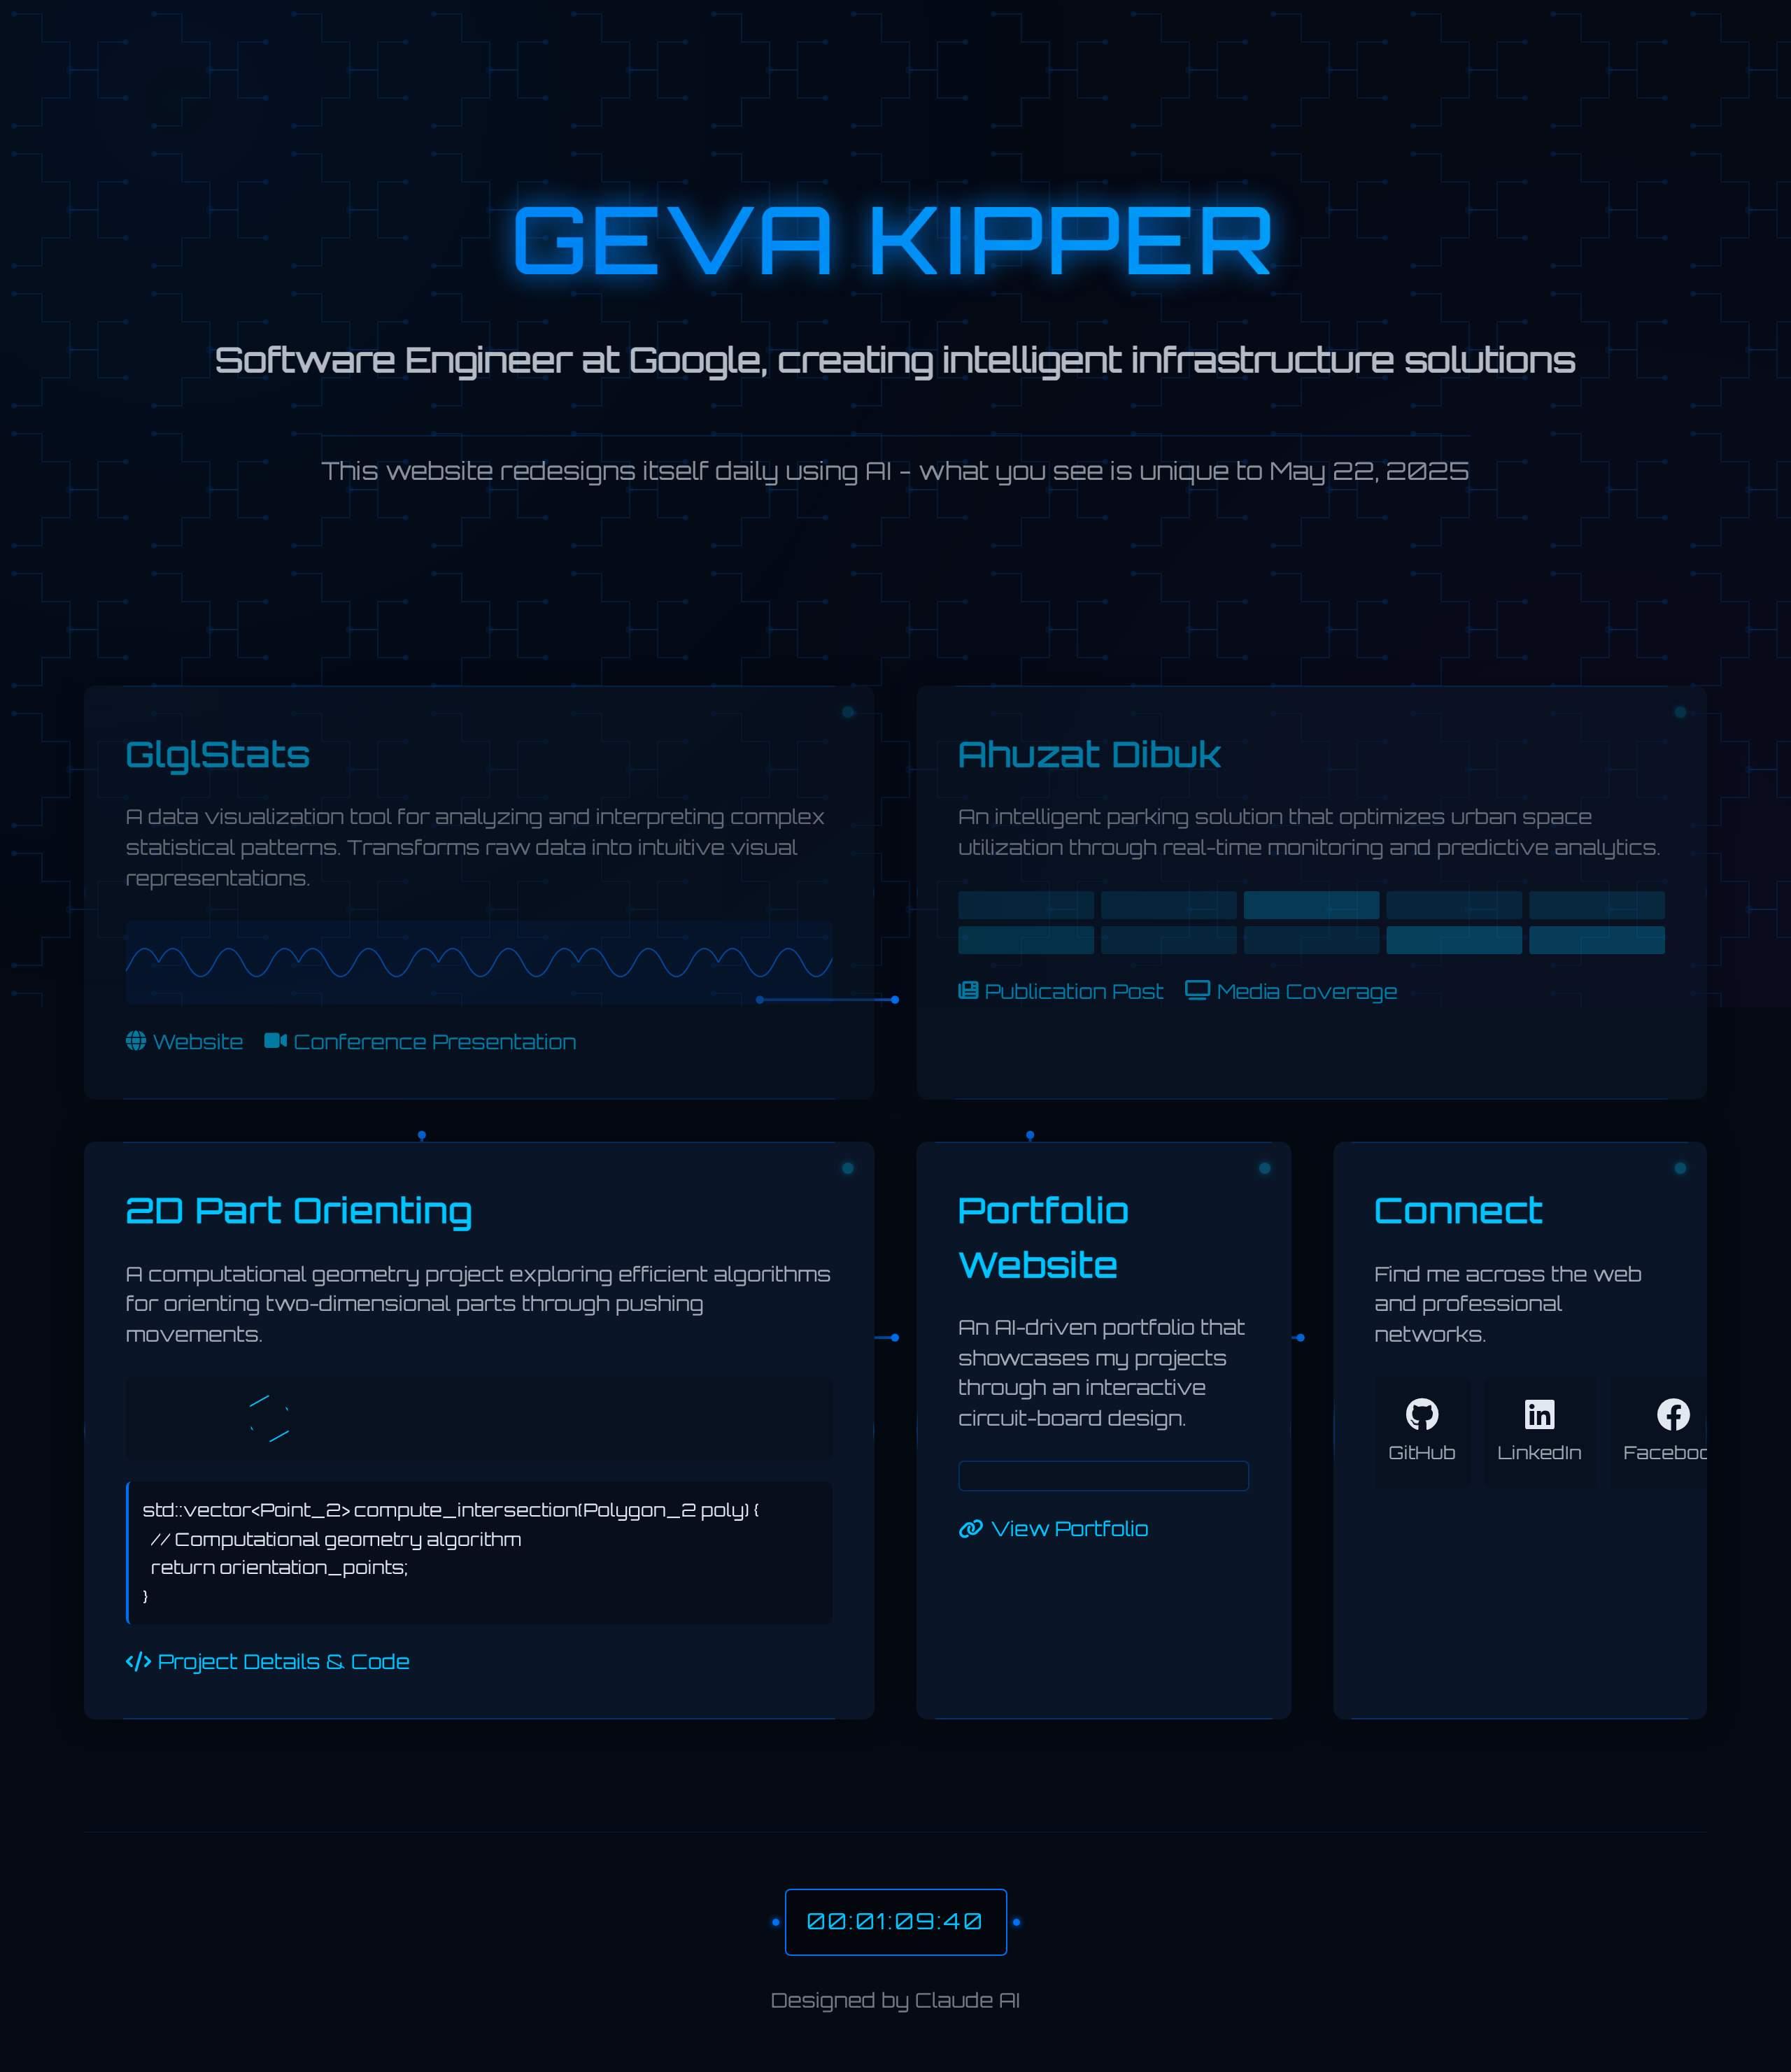 GEVA KIPPER
Software Engineer at Google, creating intelligent infrastructure solutions
This website redesigns itself daily using AI - what you see is unique to May 22, 2025
GlglStats
A data visualization tool for analyzing and interpreting complex
statistical patterns. Transforms raw data into intuitive visual
representations.
Website
Conference Presentation
Ahuzat Dibuk
An intelligent parking solution that optimizes urban space
utilization through real-time monitoring and predictive analytics.
Publication Post
Media Coverage
2D Part Orienting
A computational geometry project exploring efficient algorithms
for orienting two-dimensional parts through pushing
movements.
std::vector<Point_2> compute_intersection(Polygon_2 poly) {
// Computational geometry algorithm
return orientation_points;
}
Project Details & Code
Portfolio
Website
An AI-driven portfolio that
showcases my projects
through an interactive
circuit-board design.
View Portfolio
Connect
Find me across the web
and professional
networks.
GitHub
LinkedIn
Faceboo
00:01:09:40
Designed by Claude AI